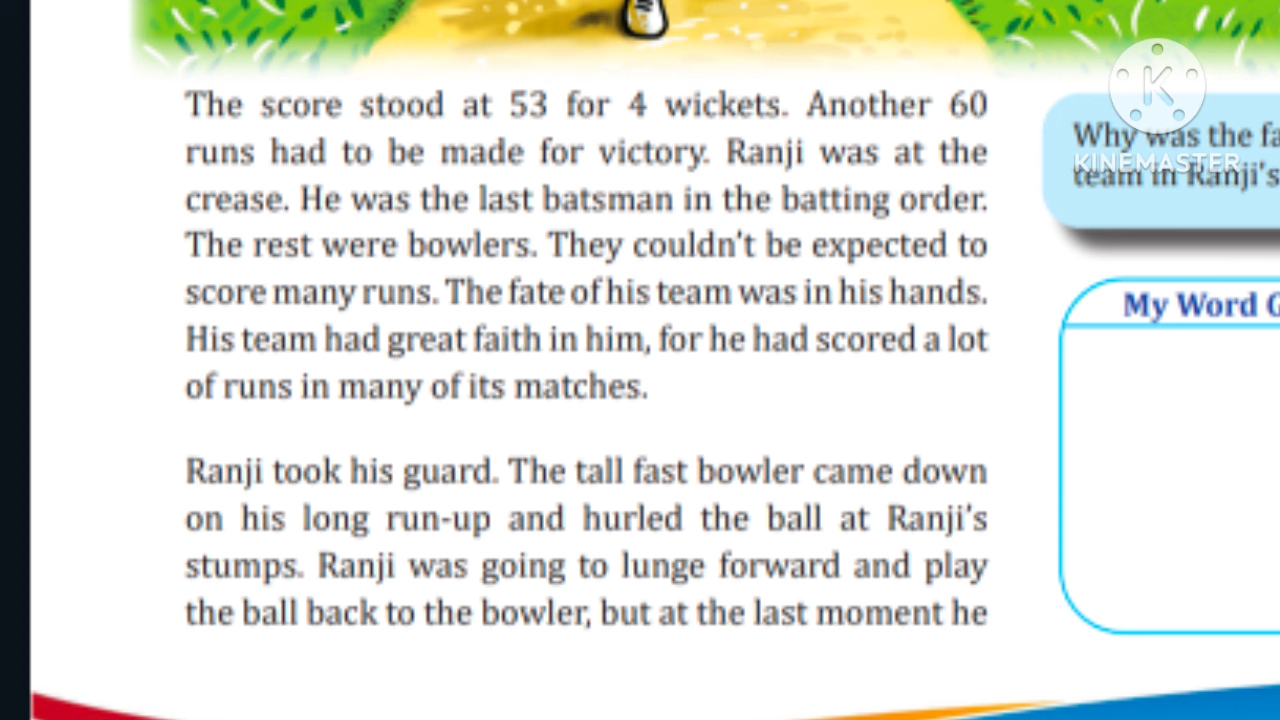 The score stood at 53 for 4 wickets. Another 60
runs had to be made for victory. Ranji was at the
crease. He was the last batsman in the batting order.
The rest were bowlers. They couldn't be expected to
score many runs. The fate of his team was in his hands.
His team had great faith in him, for he had scored a lot
of runs in many of its matches.
Ranji took his guard. The tall fast bowler came down
on his long run-up and hurled the ball at Ranji's
stumps. Ranji was going to lunge forward and play
the ball back to the bowler, but at the last moment he
Why was the
team in Ranji's
My Word
K
KINEMASTER